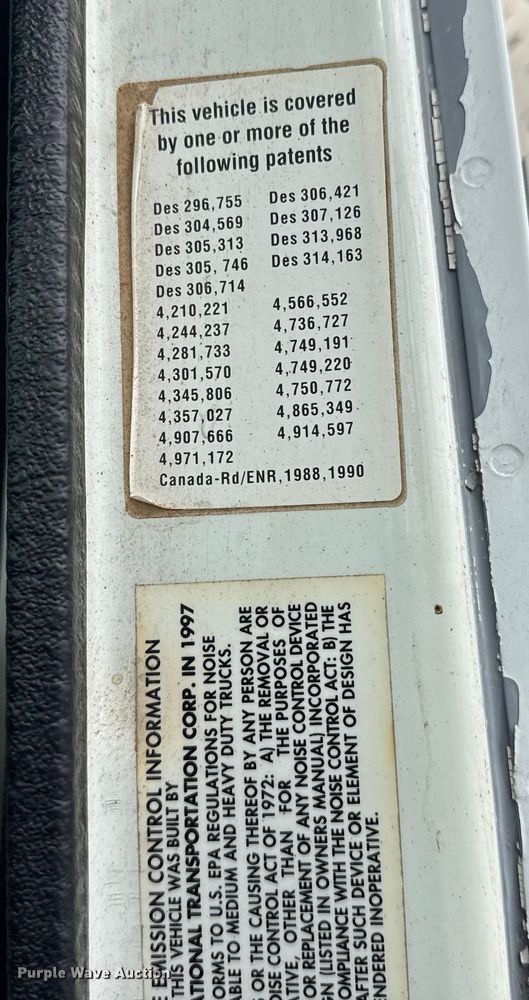 This vehicle is covered
by one or more of the
following patents
Des 296,755 Des 306,421
Des 304,569 Des 307,126
Des 305,313 Des 313,968
Des 305, 746 Des 314,163
Des 306,714
4,210,221 4,566,552
4,244,237 4,736,727
4,281,733 4,749,191
4,301,570 4,749,220
4,345,806 4,750,772
4,357,027 4,865,349
4,907,666 4,914,597
4,971,172
Canada-Rd/ENR,1988,1990
EMISSION CONTROL INFORMATION
THIS VEHICLE WAS BUILT BY
ATIONAL TRANSPORTATION CORP. IN 1997
ORMS TO U.S. EPA REGULATIONS FOR NOISE
ABLE TO MEDIUM AND HEAVY DUTY TRUCKS.
OR THE CAUSING THEREOF BY ANY PERSON ARE
OISE CONTROL ACT OF 1972: A) THE REMOVAL OR
ATIVE, OTHER THAN FOR THE PURPOSES OF
OR REPLACEMENT OF ANY NOISE CONTROL DEVICE
GN (LISTED IN OWNERS MANUAL) INCORPORATED
OMPLIANCE WITH THE NOISE CONTROL ACT: B) THE
AFTER SUCH DEVICE OR ELEMENT OF DESIGN HAS
ENDERED INOPERATIVE.
Purple Wave Auction